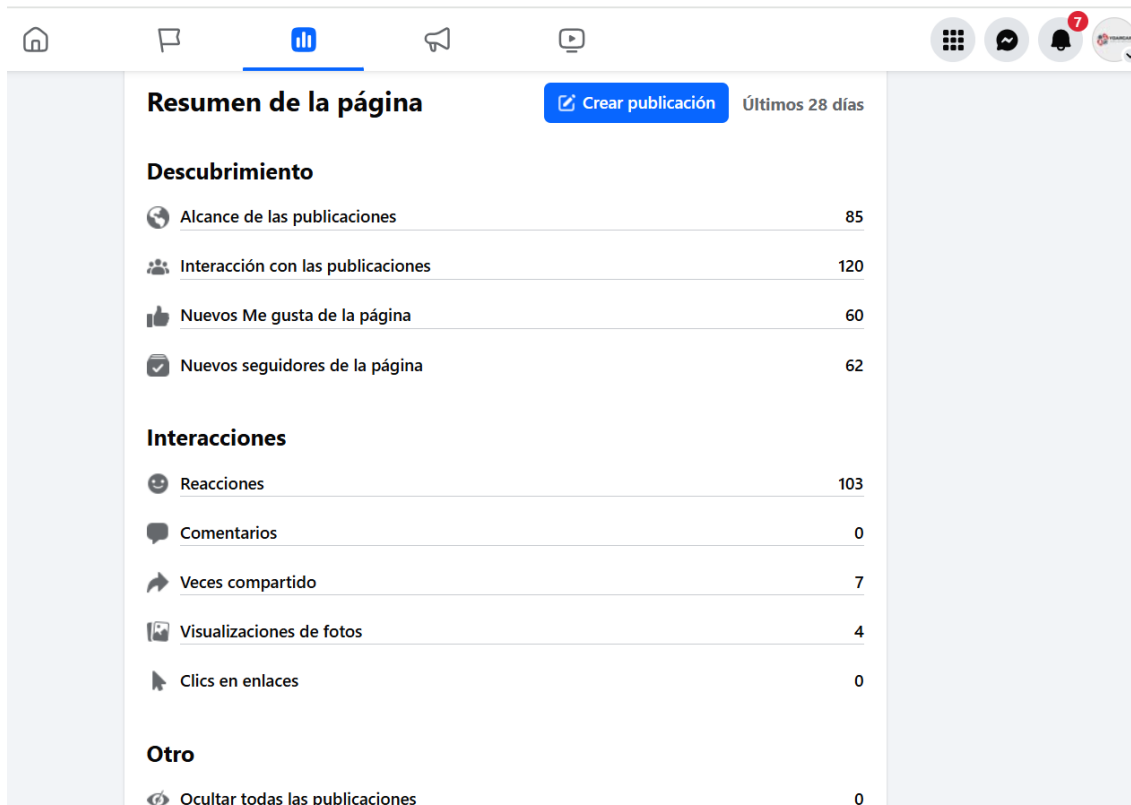 7
Resumen de la página
Crear publicación
Últimos 28 días
Descubrimiento
Alcance de las publicaciones 85
Interacción con las publicaciones 120
Nuevos Me gusta de la página 60
Nuevos seguidores de la página 62
Interacciones
Reacciones 103
Comentarios 0
Veces compartido 7
Visualizaciones de fotos 4
Clics en enlaces 0
Otro
Ocultar todas las publicaciones 0